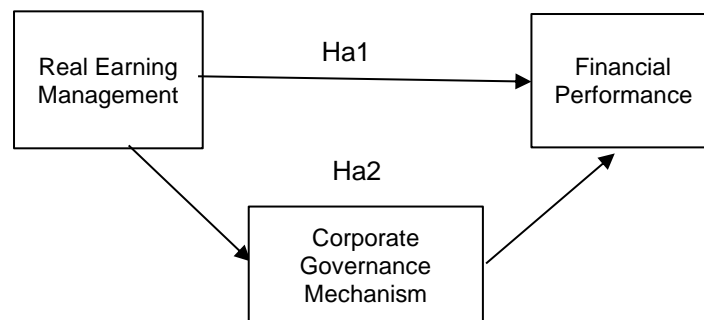 Real Earning
Management
Ha1
Financial
Performance
Ha2
Corporate
Governance
Mechanism